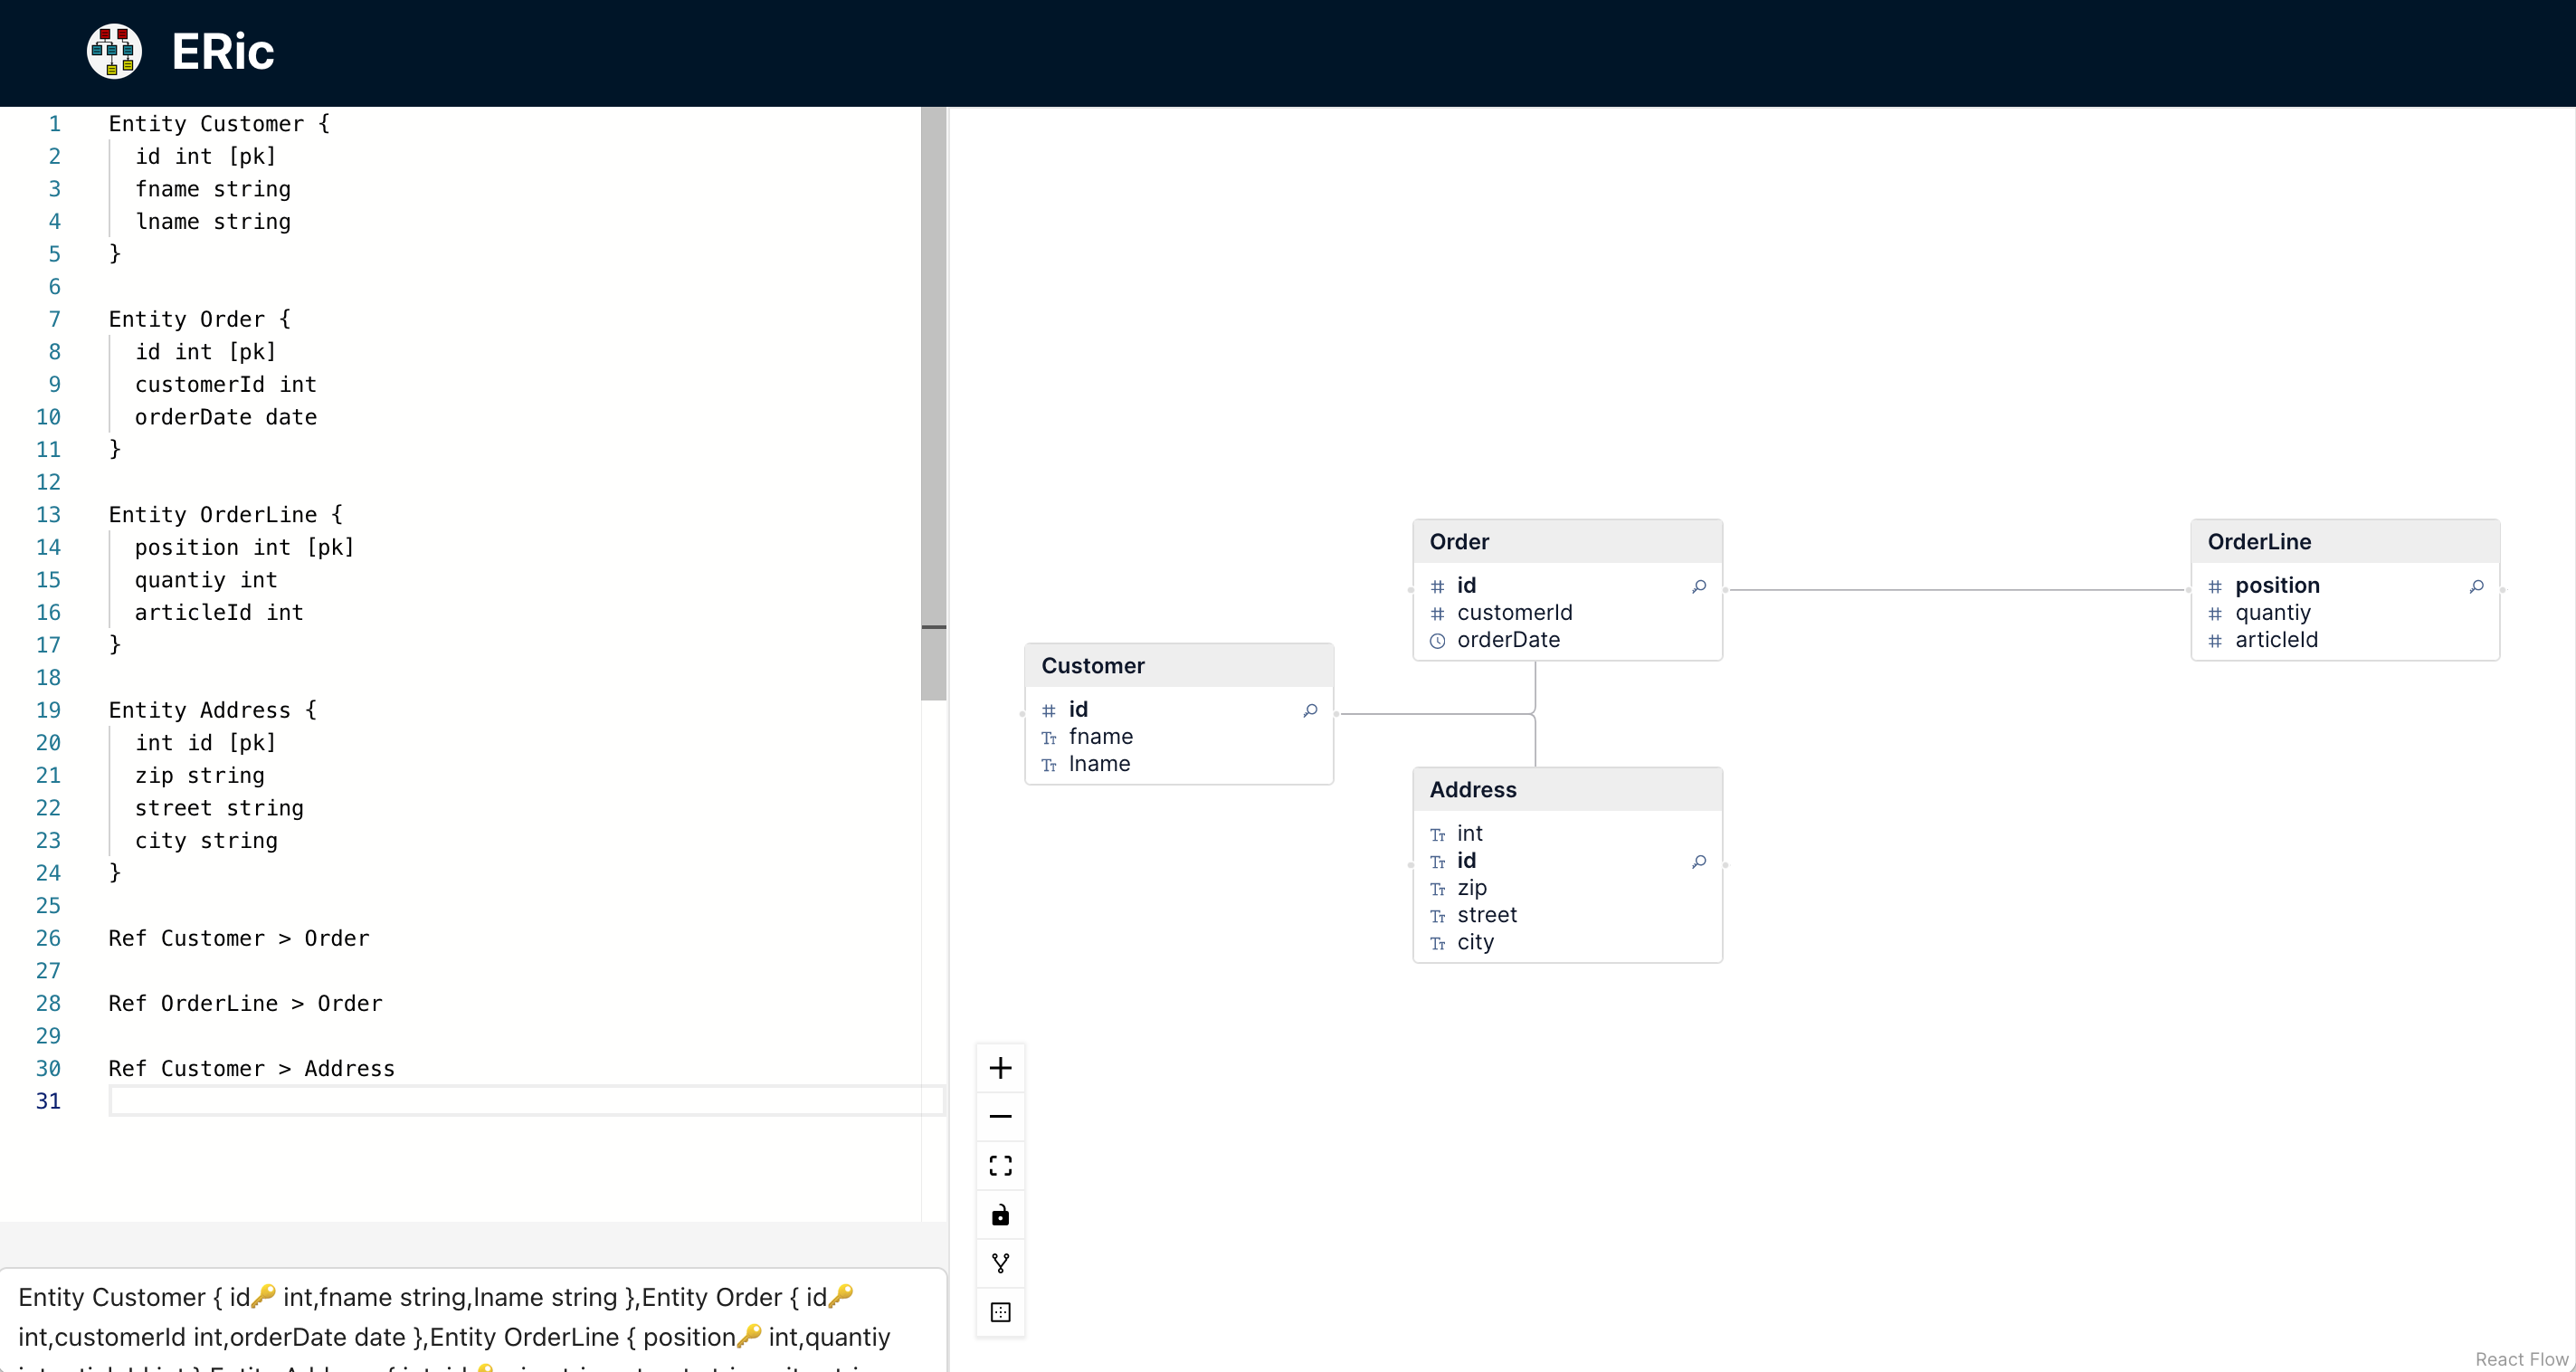 ERic
1 Entity Customer {
2 id int [pk]
3 fname string
4 lname string
5 }
6
7 Entity Order {
8 id int [pk]
9 customerId int
10 orderDate date
11 }
12
13 Entity OrderLine {
14 position int [pk]
15 quantiy int
16 articleId int
17 }
18
19 Entity Address {
20 int id [pk]
21 zip string
22 street string
23 city string
24 }
25
26 Ref Customer > Order
27
28 Ref OrderLine > Order
29
30 Ref Customer > Address
31
Entity Customer { id🔑 int,fname string,lname string },Entity Order { id🔑
int,customerId int,orderDate date },Entity OrderLine { position🔑 int,quantiy
Customer
id
fname
lname
Order
id
customerId
orderDate
Address
int
id
zip
street
city
OrderLine
position
quantiy
articleId
React Flow